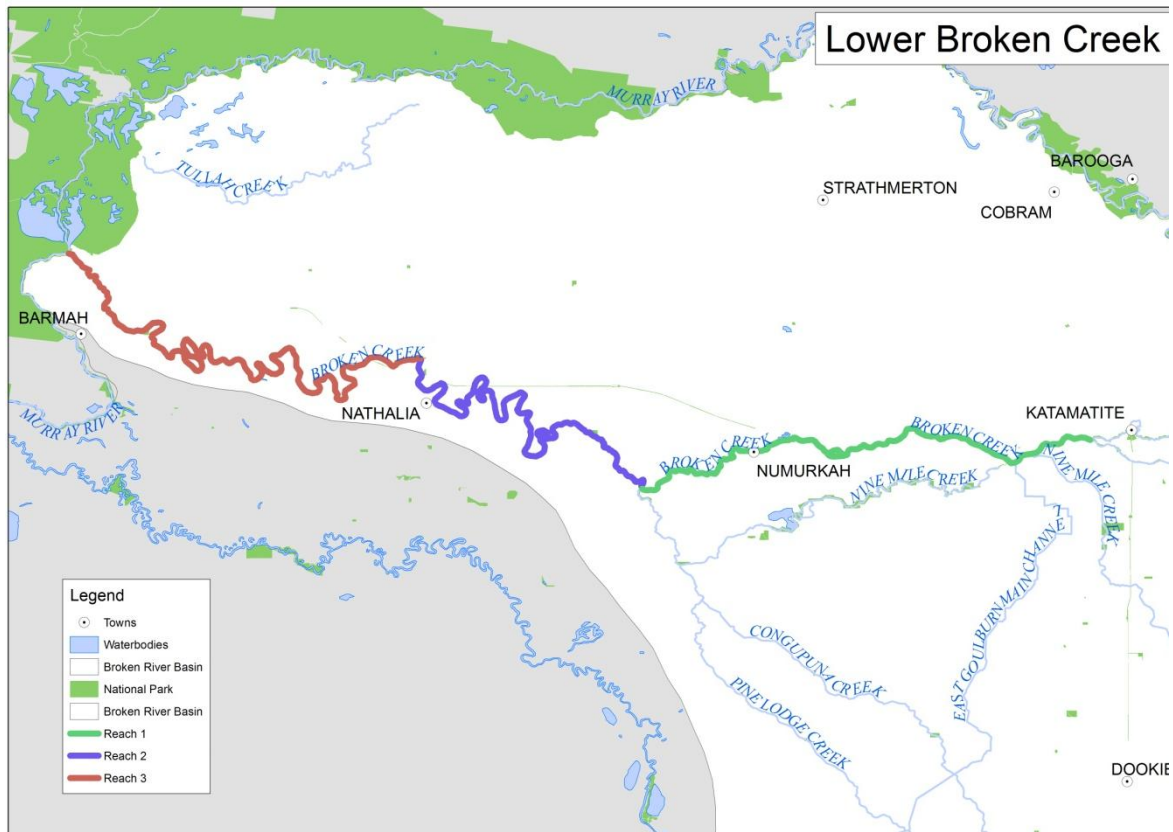 Lower Broken Creek
MURRAY RIVER
BAROOGA
TULLAH CREEK
STRATHMERTON
COBRAM
BARMAH
BROKEN CREEK
NATHALIA
MURRAY RIVER
KATAMATITE
BROKEN CREEK
BROKEN CREEK
NUMURKAH
NINE MILE CREEK
NINE MILE CREEK
EAST GOULBURN MAIN CHANNEL
CONGUPUNA CREEK
PINE LODGE CREEK
DOOKIE
Legend
Towns
Waterbodies
Broken River Basin
National Park
Broken River Basin
Reach 1
Reach 2
Reach 3